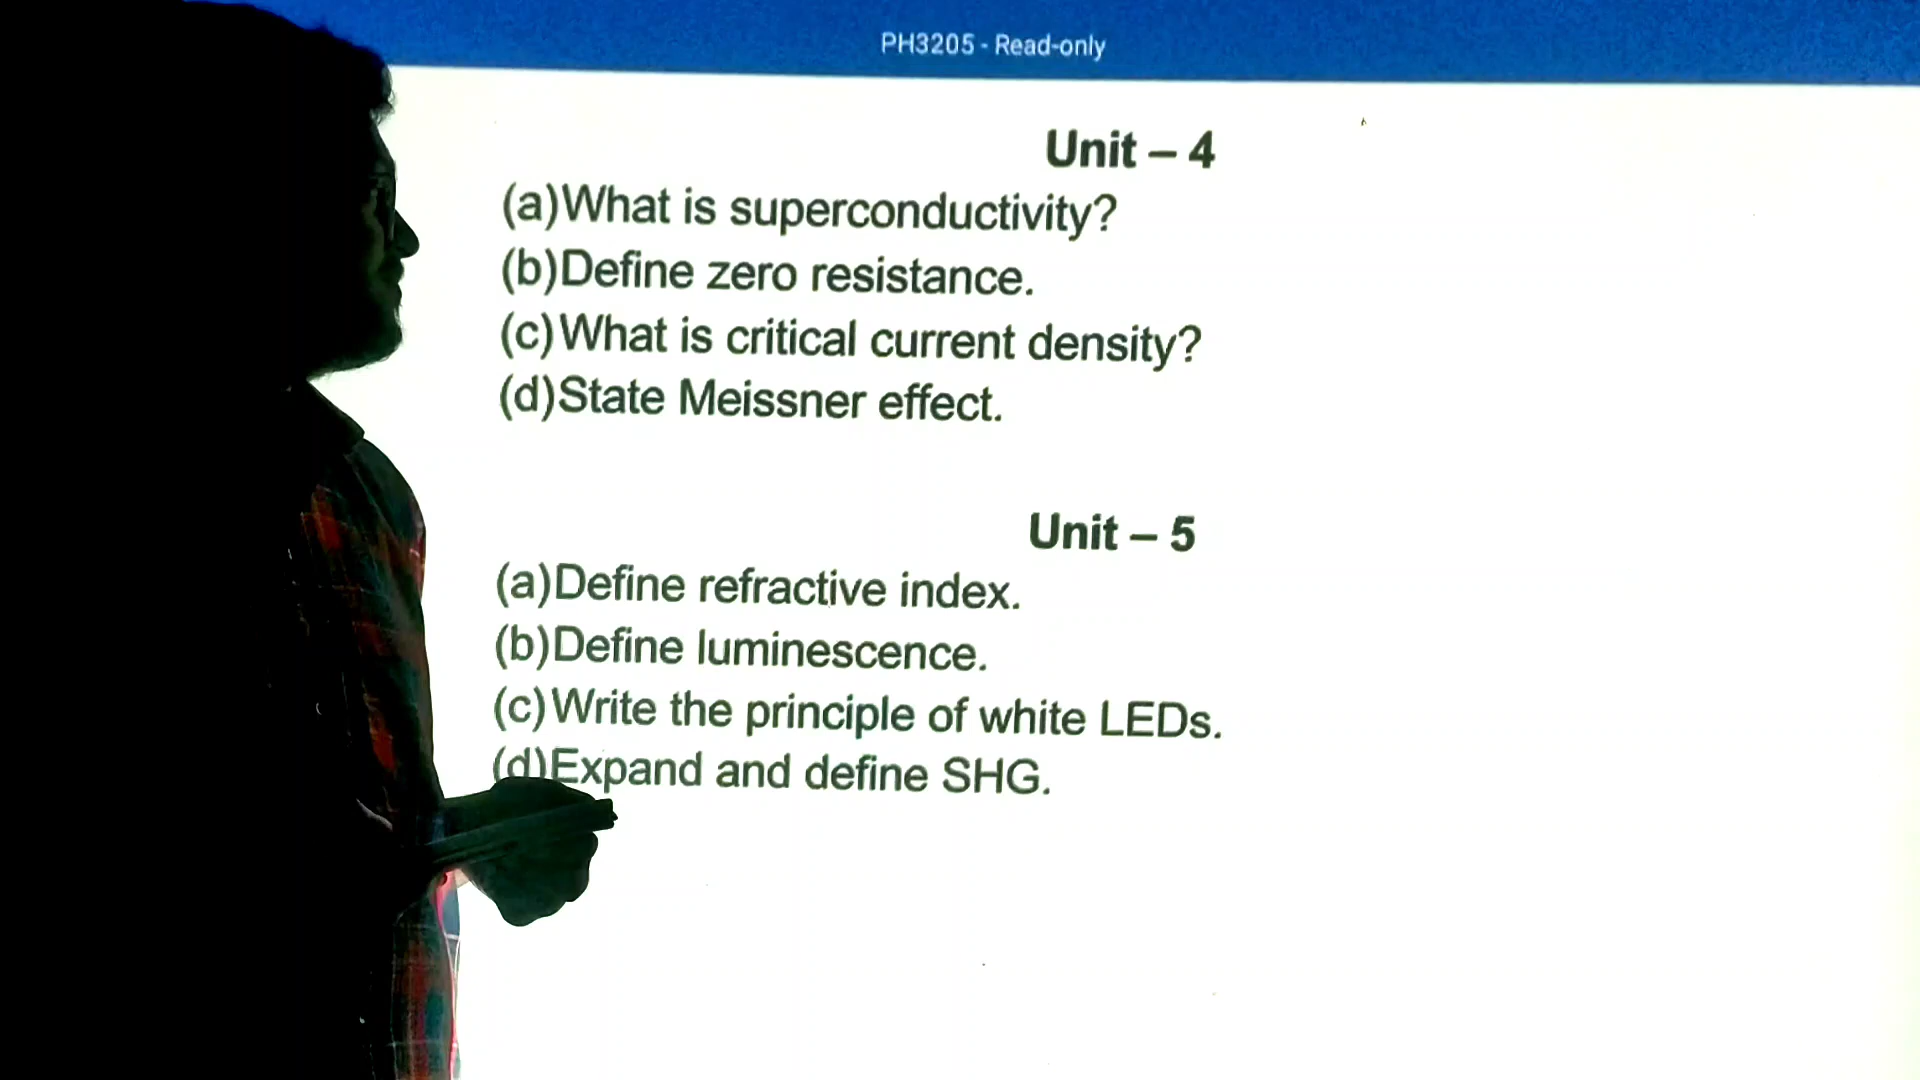 PH3205 - Read-only
Unit – 4
(a)What is superconductivity?
(b)Define zero resistance.
(c)What is critical current density?
(d)State Meissner effect.
Unit – 5
(a)Define refractive index.
(b)Define luminescence.
(c)Write the principle of white LEDs.
(d)Expand and define SHG.